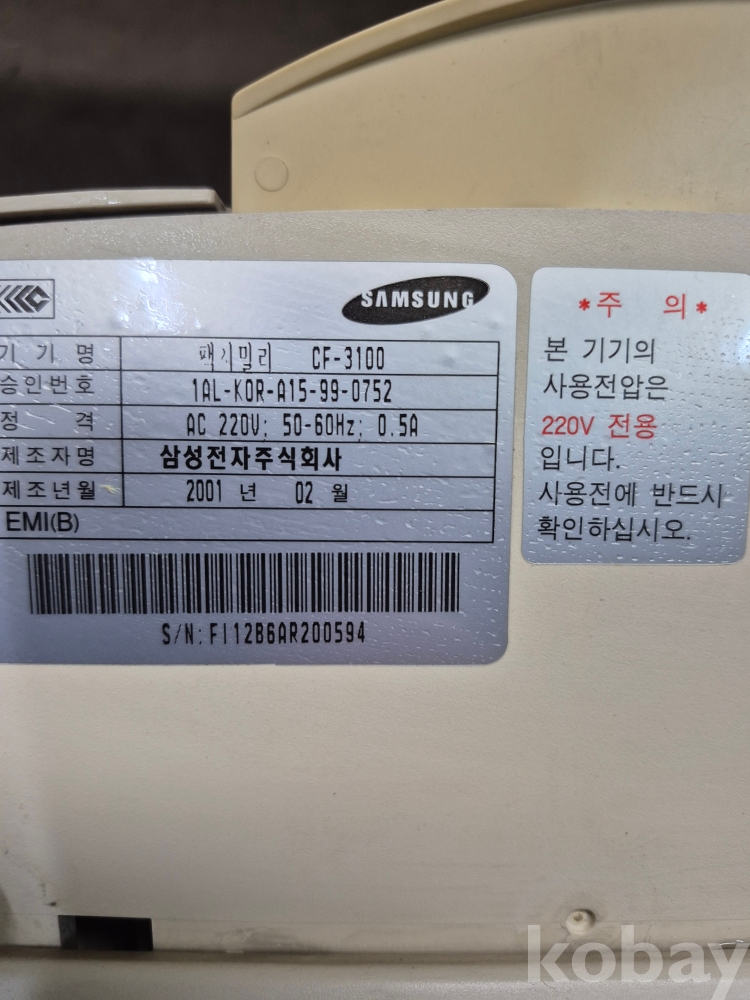 SAMSUNG
기 기 명 팩시밀리 CF-3100
승인번호 1AL-KOR-A15-99-0752
정 격 AC 220V; 50-60Hz; 0.5A
제조자명 삼성전자주식회사
제조년월 2001 년 02 월
EMI(B)
S/N:FI12B6AR200594
*주 의*
본 기기의
사용전압은
220V 전용
입니다.
사용전에 반드시
확인하십시오.
kobay